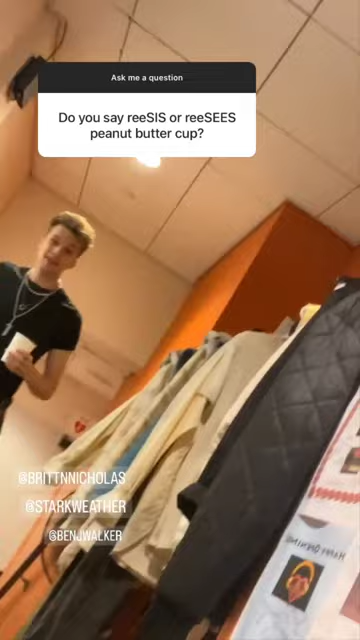 Ask me a question
Do you say reeSIS or reeSEES
peanut butter cup?
@BRITTNNICHOLAS
@STARKWEATHER
@BENJWALKER